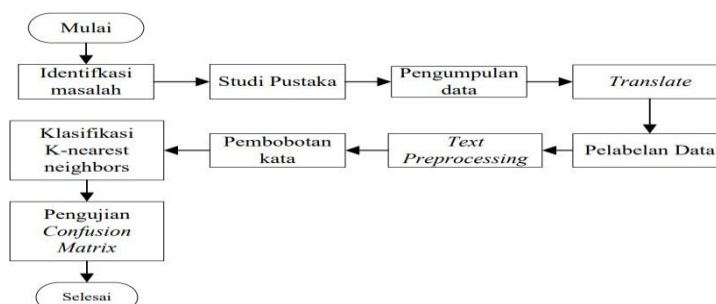 Mulai
Identifkasi
masalah
Studi Pustaka
Pengumpulan
data
Translate
Pelabelan Data
Text
Preprocessing
Pembobotan
kata
Klasifikasi
K-nearest
neighbors
Pengujian
Confusion
Matrix
Selesai